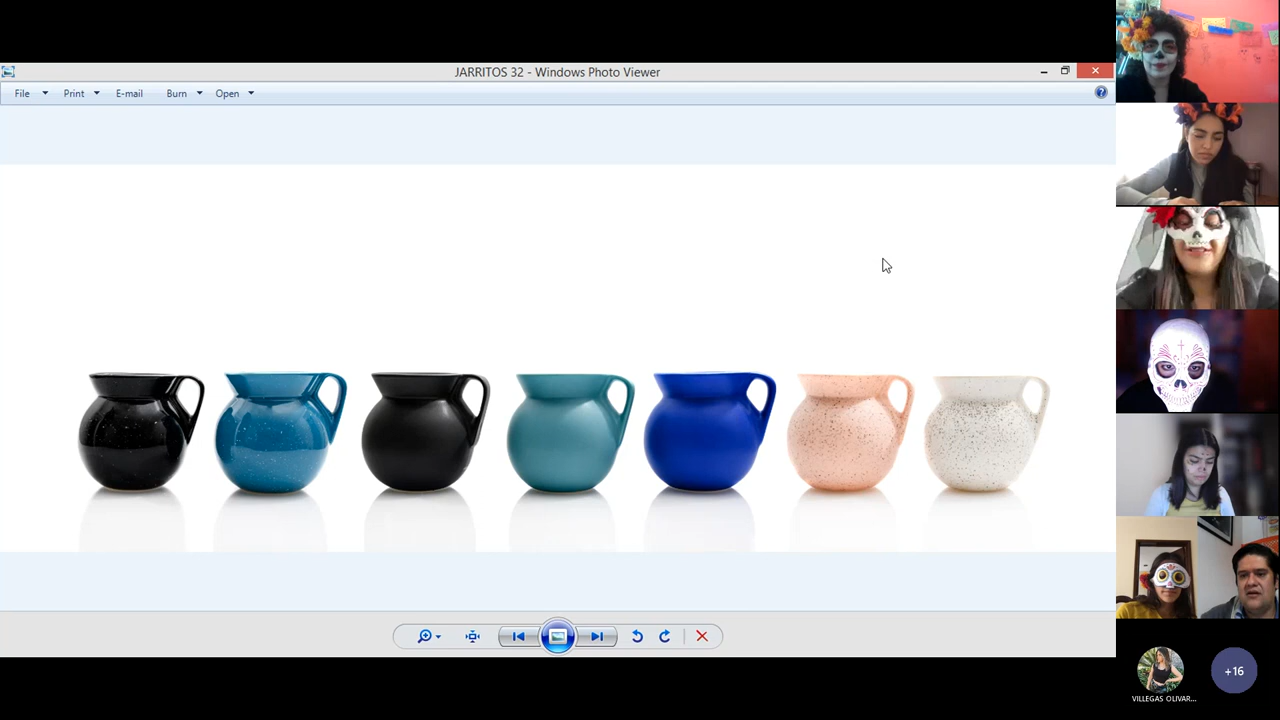 JARRITOS 32 - Windows Photo Viewer
File Print E-mail Burn Open
+16
VILLEGAS OLIVAR...